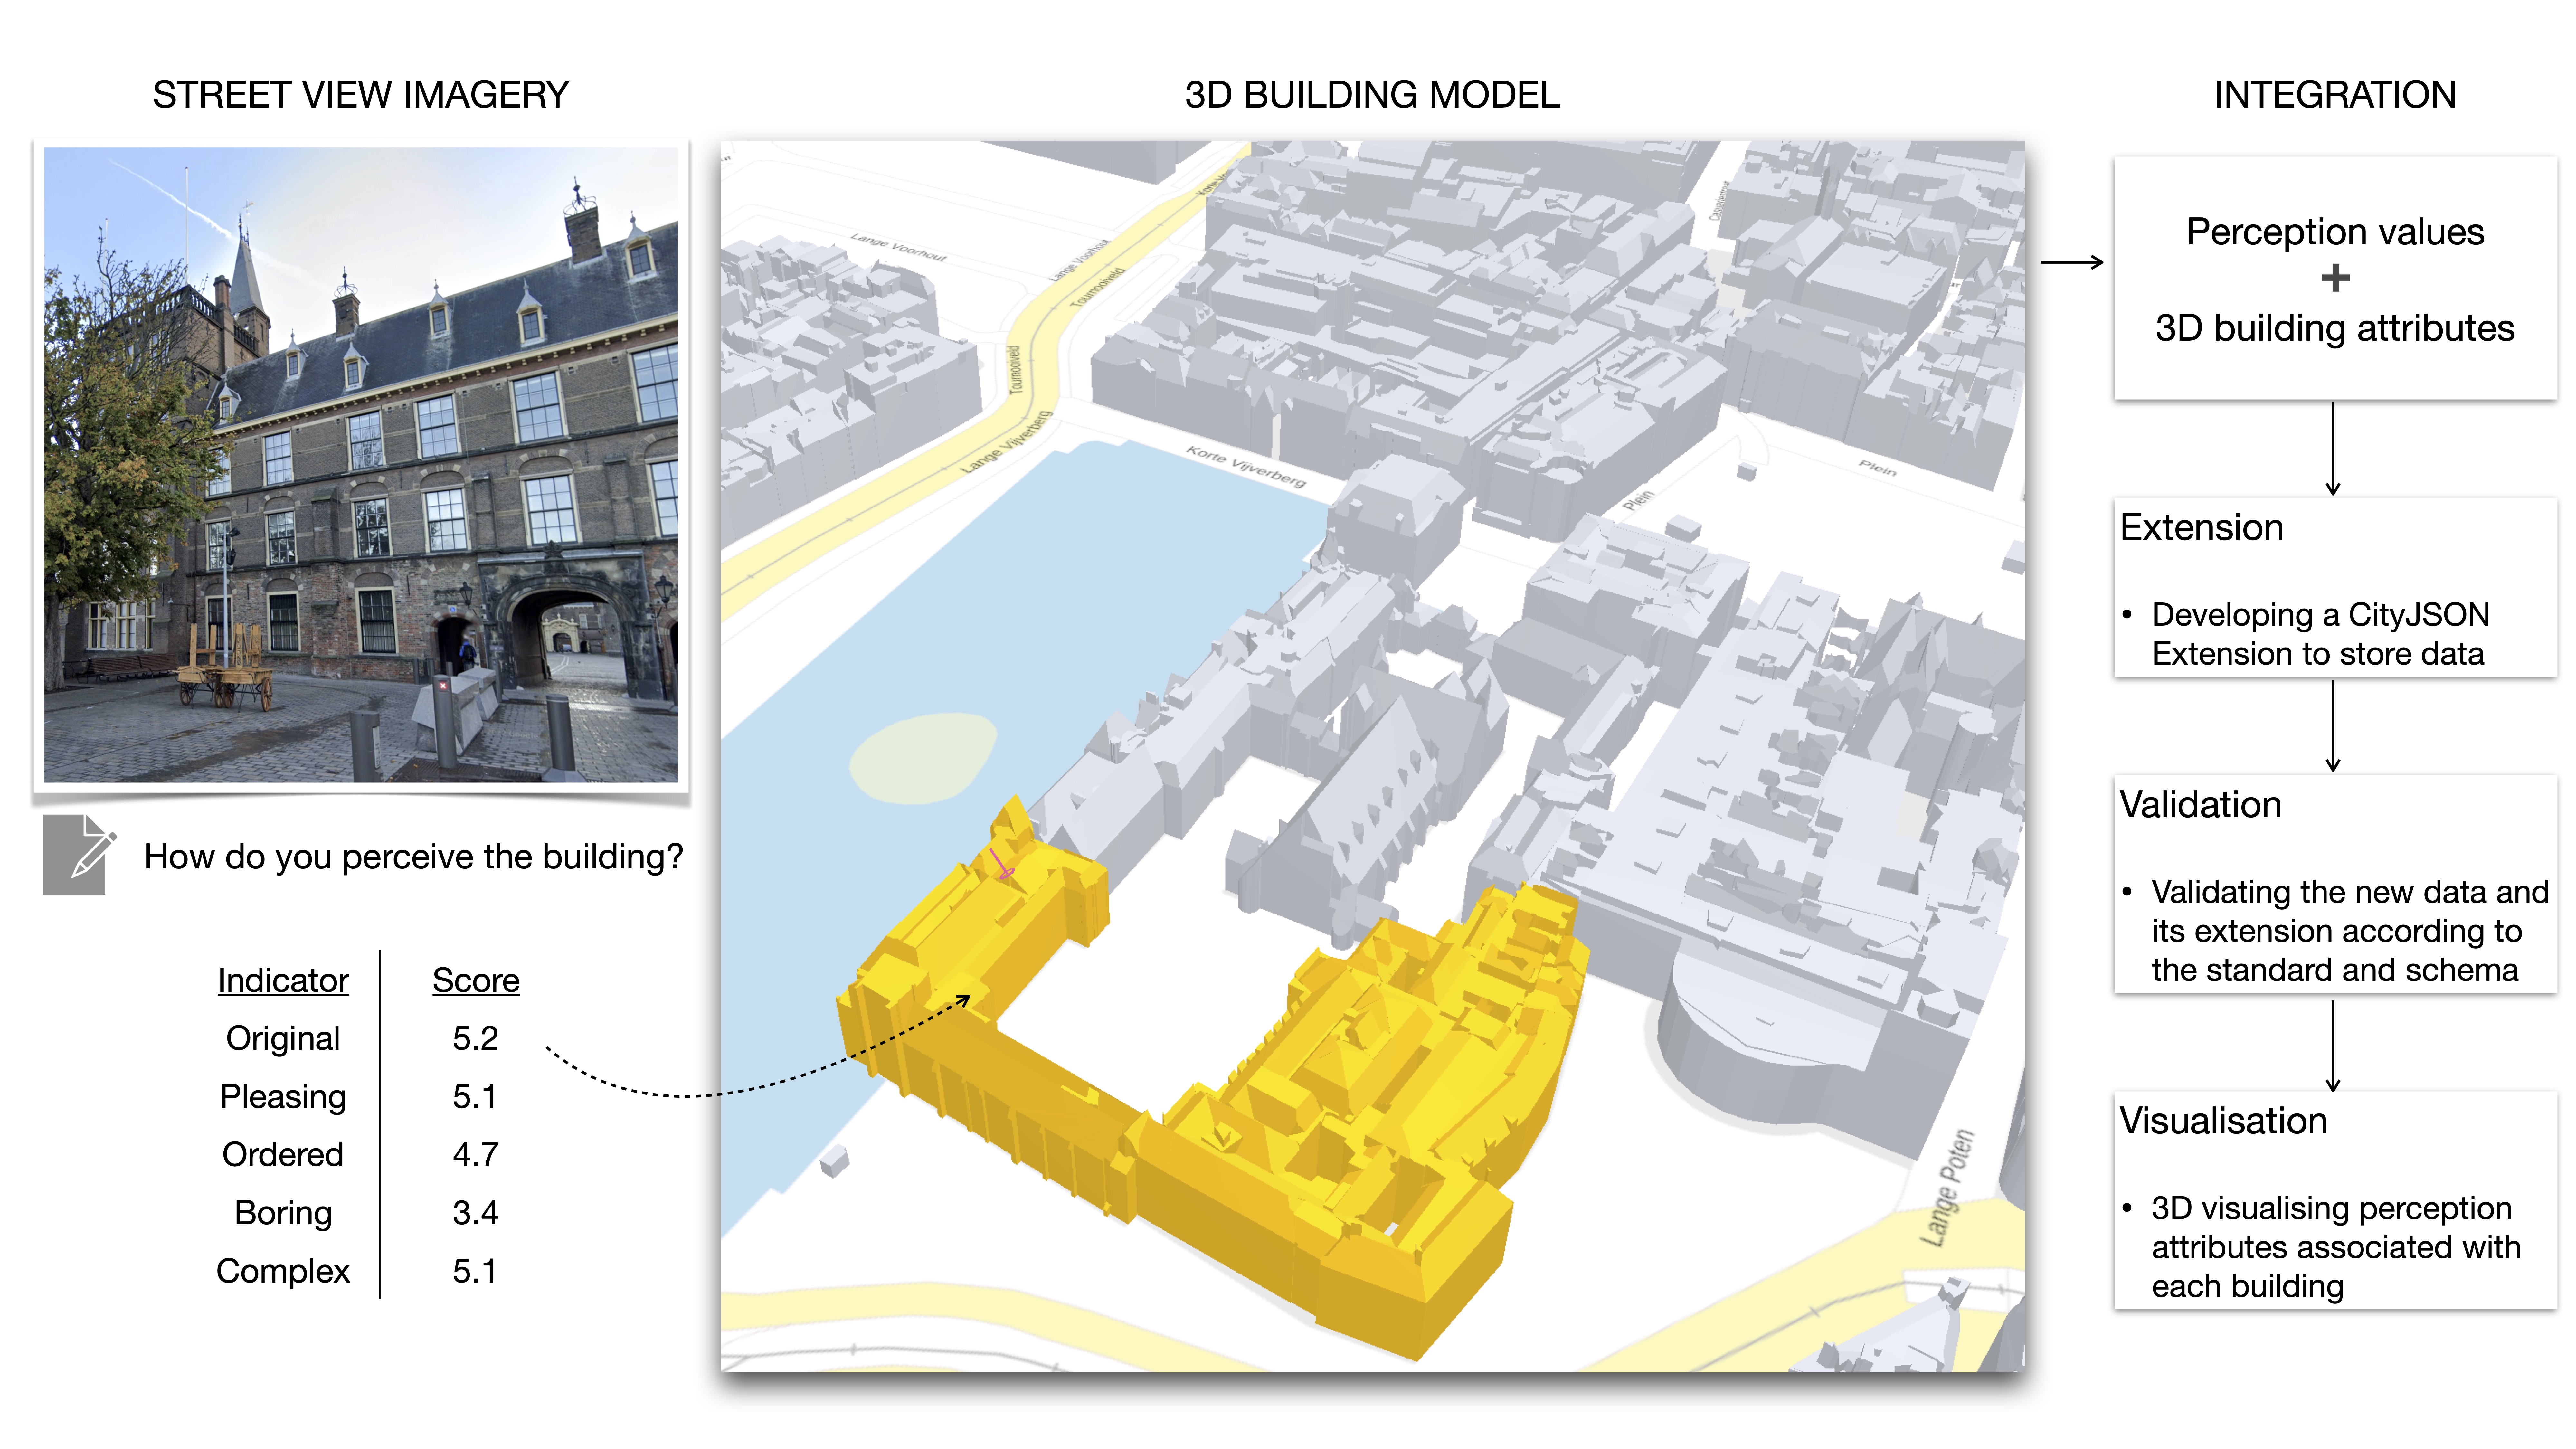 STREET VIEW IMAGERY
How do you perceive the building?
Indicator Score
Original 5.2
Pleasing 5.1
Ordered 4.7
Boring 3.4
Complex 5.1
3D BUILDING MODEL
Lange Voorhout
Lange Voorhout
Tournooiveld
Tournooiveld
Lange Vijverberg
Korte Vijverberg
Plein
Plein
Lange Poten
INTEGRATION
Perception values
+
3D building attributes
Extension
• Developing a CityJSON
Extension to store data
Validation
• Validating the new data and
its extension according to
the standard and schema
Visualisation
• 3D visualising perception
attributes associated with
each building